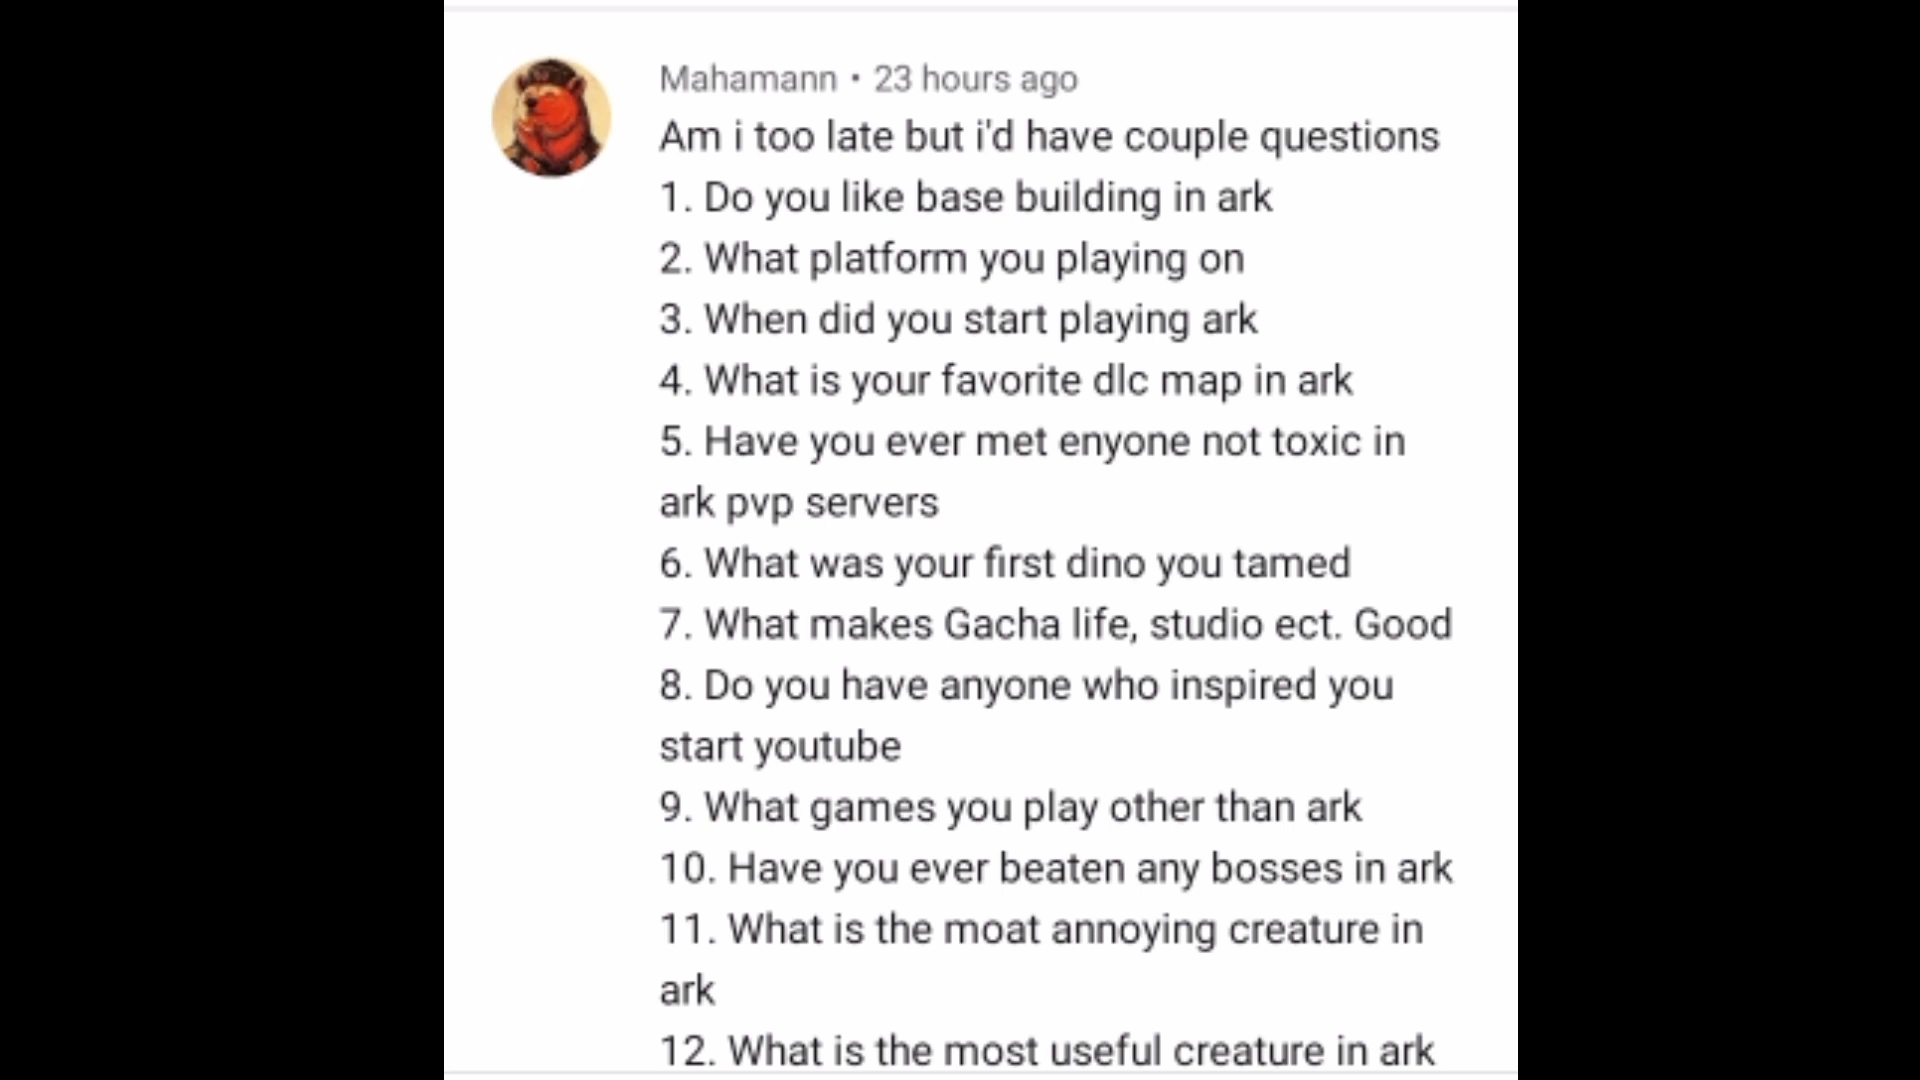 Mahamann • 23 hours ago
Am i too late but i'd have couple questions
1. Do you like base building in ark
2. What platform you playing on
3. When did you start playing ark
4. What is your favorite dlc map in ark
5. Have you ever met enyone not toxic in
ark pvp servers
6. What was your first dino you tamed
7. What makes Gacha life, studio ect. Good
8. Do you have anyone who inspired you
start youtube
9. What games you play other than ark
10. Have you ever beaten any bosses in ark
11. What is the moat annoying creature in
ark
12. What is the most useful creature in ark